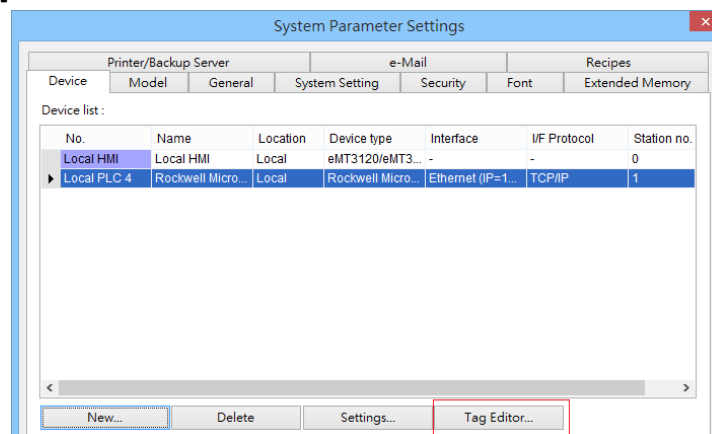 System Parameter Settings
Printer/Backup Server e-Mail Recipes
Device Model General System Setting Security Font Extended Memory
Device list :
No. Name Location Device type Interface I/F Protocol Station no.
Local HMI Local HMI Local eMT3120/eMT3... - - 0
Local PLC 4 Rockwell Micro... Local Rockwell Micro... Ethernet (IP=1... TCP/IP 1
New... Delete Settings... Tag Editor...